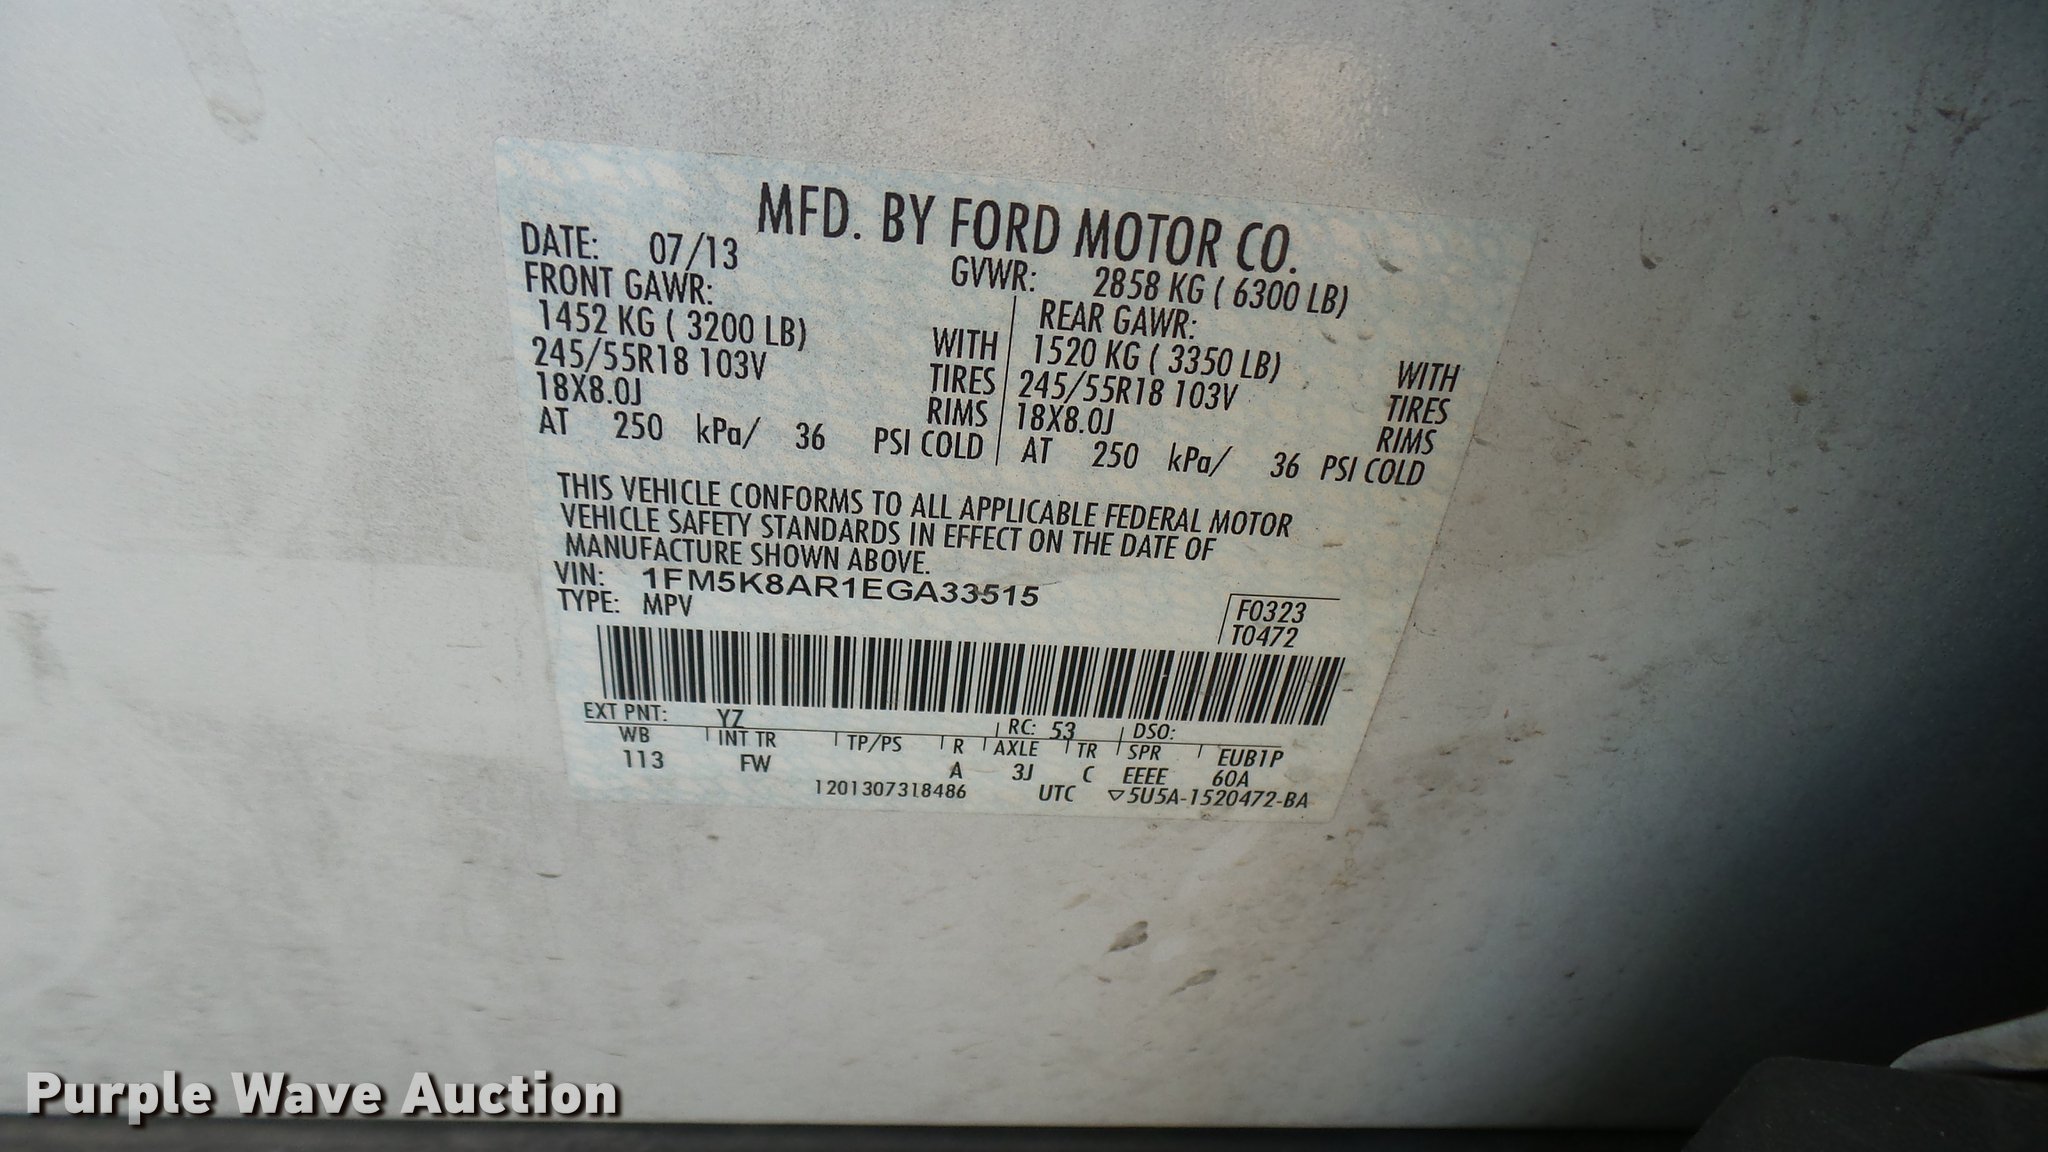 MFD. BY FORD MOTOR CO.
DATE: 07/13 GVWR: 2858 KG ( 6300 LB)
FRONT GAWR: REAR GAWR:
1452 KG ( 3200 LB) WITH 1520 KG ( 3350 LB) WITH
245/55R18 103V TIRES 245/55R18 103V TIRES
18X8.0J RIMS 18X8.0J RIMS
AT 250 kPa/ 36 PSI COLD AT 250 kPa/ 36 PSI COLD
THIS VEHICLE CONFORMS TO ALL APPLICABLE FEDERAL MOTOR
VEHICLE SAFETY STANDARDS IN EFFECT ON THE DATE OF
MANUFACTURE SHOWN ABOVE.
VIN: 1FM5K8AR1EGA33515
TYPE: MPV
F0323
T0472
EXT PNT: YZ RC: 53 DSO:
WB INT TR TP/PS R AXLE TR SPR EUB1P
113 FW A 3J C EEEE 60A
1201307318486 UTC ▽5U5A-1520472-BA
Purple Wave Auction